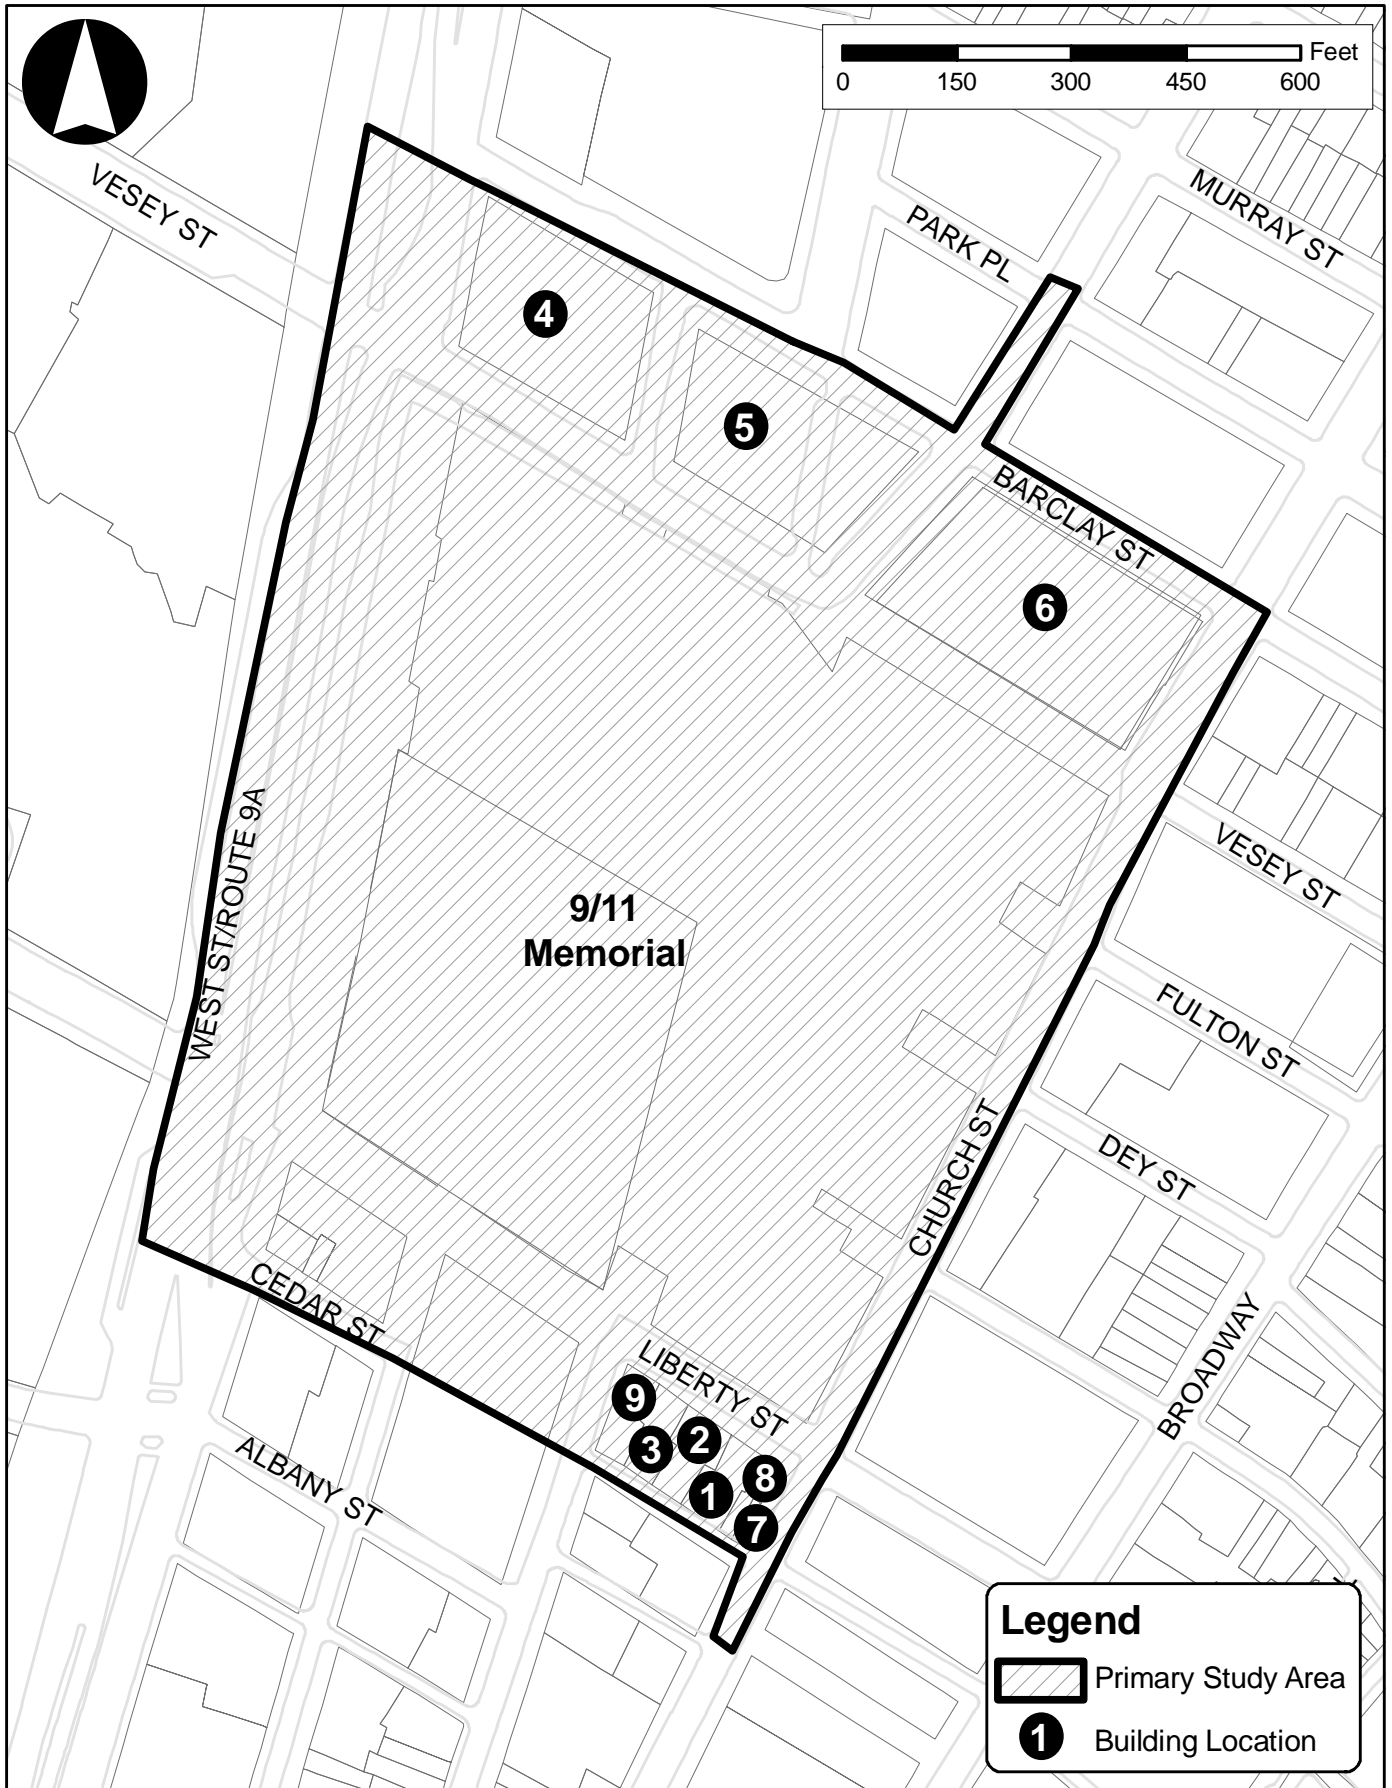 Feet
0 150 300 450 600
VESEY ST
MURRAY ST
PARK PL
4
5
BARCLAY ST
6
WEST ST/ROUTE 9A
9/11
Memorial
VESEY ST
FULTON ST
DEY ST
CHURCH ST
BROADWAY
CEDAR ST
LIBERTY ST
9
2
3
8
1
7
ALBANY ST
Legend
Primary Study Area
1 Building Location